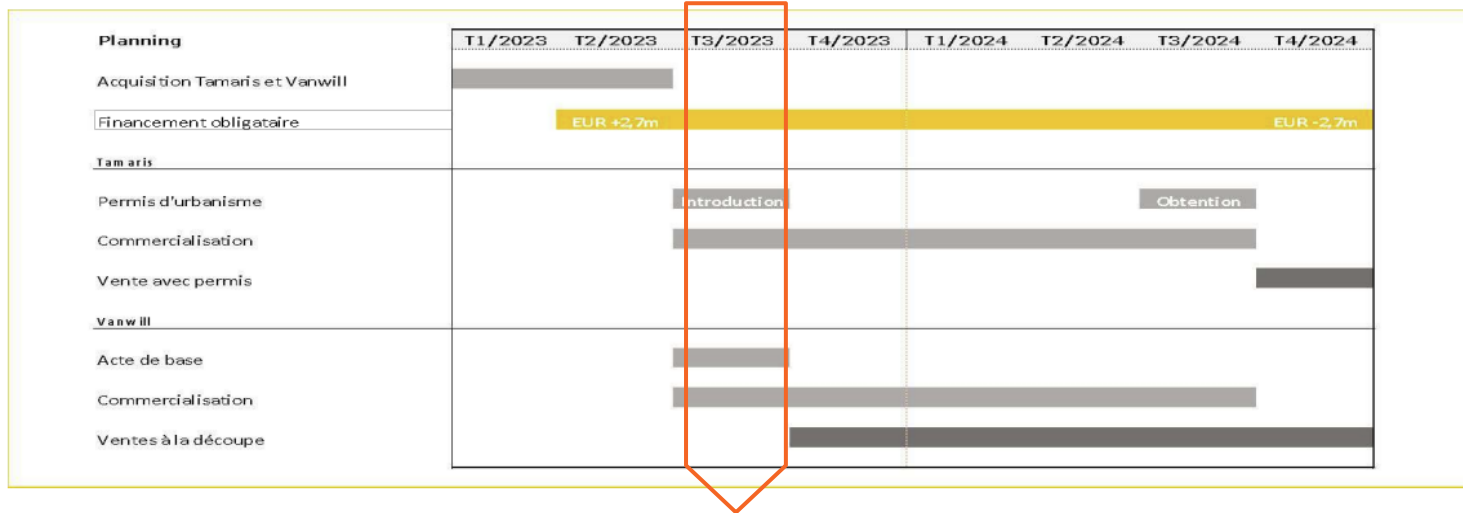 Planning T1/2023 T2/2023 T3/2023 T4/2023 T1/2024 T2/2024 T3/2024 T4/2024
Acquisition Tamaris et Vanwill
Financement obligataire EUR +2,7m EUR -2,7m
Tamaris
Permis d'urbanisme Introduction Obtention
Commercialisation
Vente avec permis
Vanwill
Acte de base
Commercialisation
Ventes à la découpe